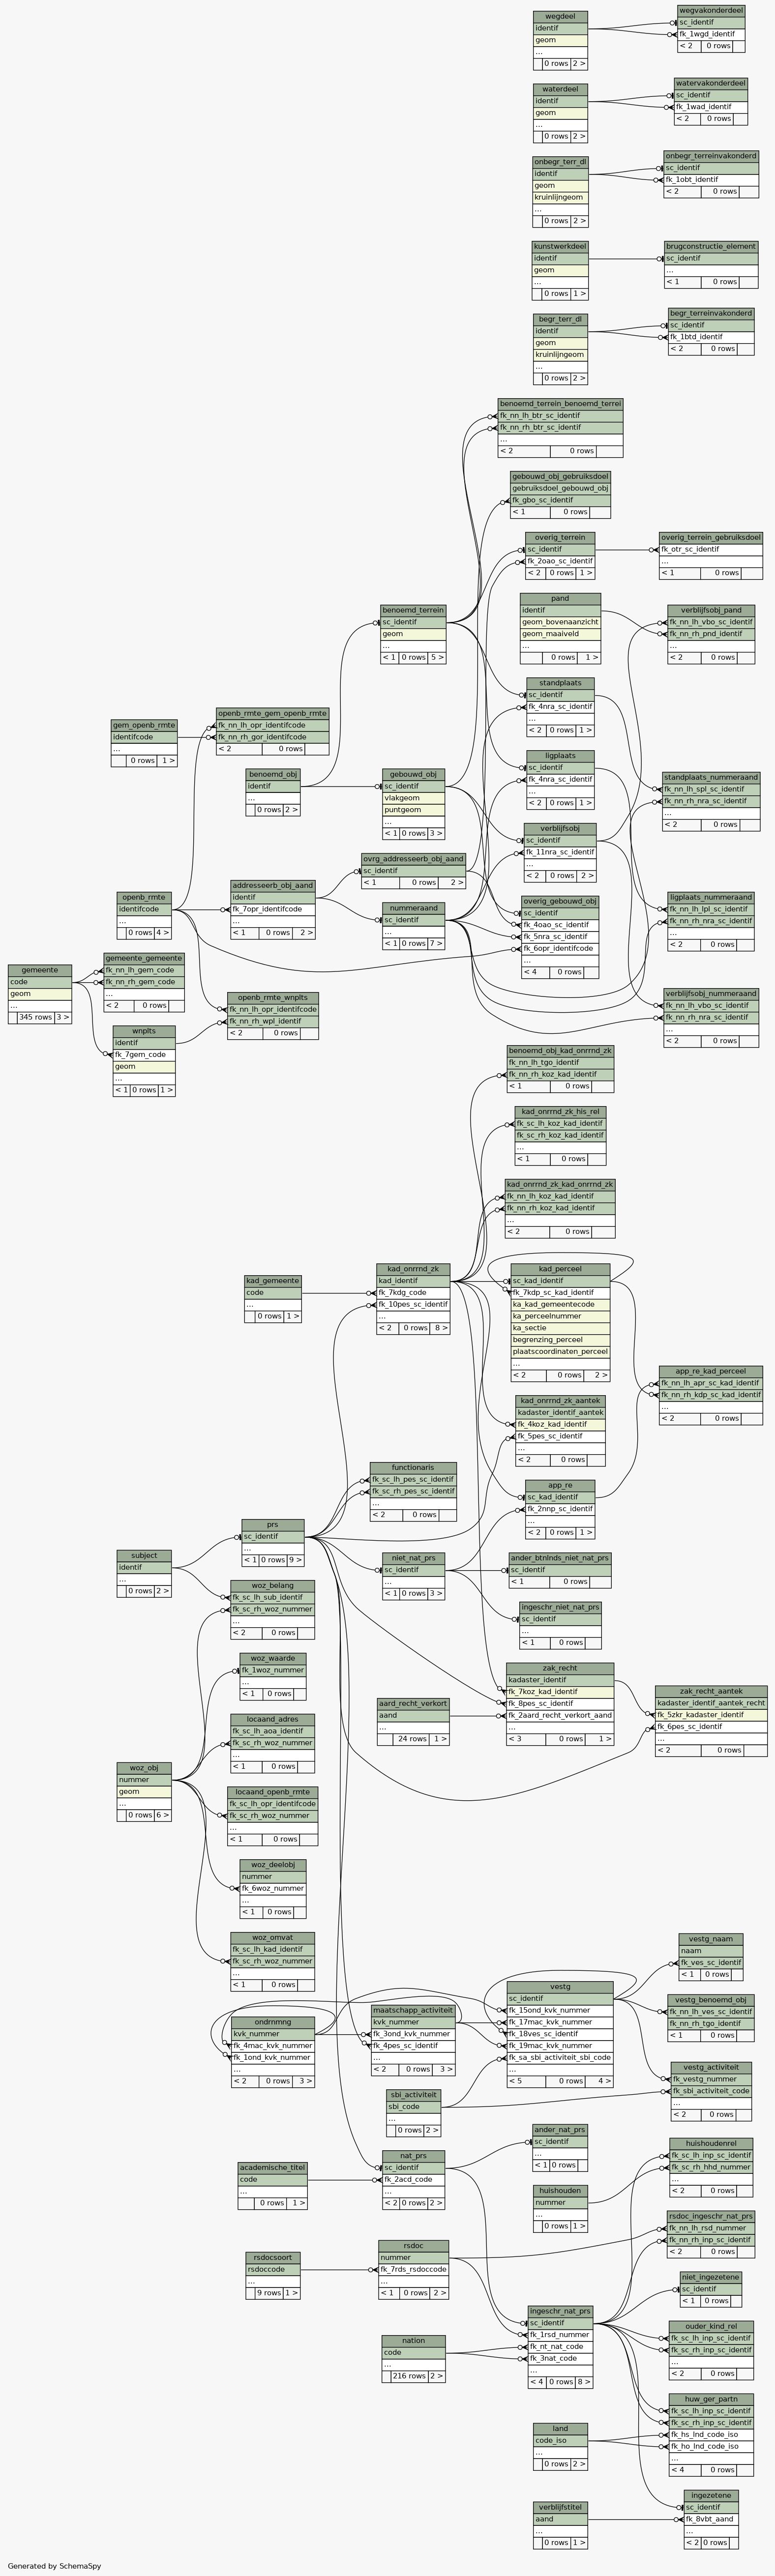 wegdeel
identif
geom
...
0 rows 2 >
wegvakonderdeel
sc_identif
fk_1wgd_identif
< 2 0 rows
waterdeel
identif
geom
...
0 rows 2 >
watervakonderdeel
sc_identif
fk_1wad_identif
< 2 0 rows
onbegr_terr_dl
identif
geom
kruinlijngeom
...
0 rows 2 >
onbegr_terreinvakonderd
sc_identif
fk_1obt_identif
< 2 0 rows
kunstwerkdeel
identif
geom
...
0 rows 1 >
brugconstructie_element
sc_identif
...
< 1 0 rows
begr_terr_dl
identif
geom
kruinlijngeom
...
0 rows 2 >
begr_terreinvakonderd
sc_identif
fk_1btd_identif
< 2 0 rows
benoemd_terrein_benoemd_terrei
fk_nn_lh_btr_sc_identif
fk_nn_rh_btr_sc_identif
...
< 2 0 rows
gebouwd_obj_gebruiksdoel
gebruiksdoel_gebouwd_obj
fk_gbo_sc_identif
< 1 0 rows
overig_terrein
sc_identif
fk_2oao_sc_identif
< 2 0 rows 1 >
overig_terrein_gebruiksdoel
fk_otr_sc_identif
...
< 1 0 rows
benoemd_terrein
sc_identif
geom
...
< 1 0 rows 5 >
pand
identif
geom_bovenaanzicht
geom_maaiveld
...
0 rows 1 >
verblijfsobj_pand
fk_nn_lh_vbo_sc_identif
fk_nn_rh_pnd_identif
...
< 2 0 rows
standplaats
sc_identif
fk_4nra_sc_identif
...
< 2 0 rows 1 >
gem_openb_rmte
identifcode
...
0 rows 1 >
openb_rmte_gem_openb_rmte
fk_nn_lh_opr_identifcode
fk_nn_rh_gor_identifcode
< 2 0 rows
ligplaats
sc_identif
fk_4nra_sc_identif
...
< 2 0 rows 1 >
benoemd_obj
identif
...
0 rows 2 >
gebouwd_obj
sc_identif
vlakgeom
puntgeom
...
< 1 0 rows 3 >
standplaats_nummeraand
fk_nn_lh_spl_sc_identif
fk_nn_rh_nra_sc_identif
...
< 2 0 rows
verblijfsobj
sc_identif
fk_11nra_sc_identif
...
< 2 0 rows 2 >
ovrg_addresseerb_obj_aand
sc_identif
< 1 0 rows 2 >
openb_rmte
identifcode
...
0 rows 4 >
addresseerb_obj_aand
identif
fk_7opr_identifcode
...
< 1 0 rows 2 >
nummeraand
sc_identif
...
< 1 0 rows 7 >
overig_gebouwd_obj
sc_identif
fk_4oao_sc_identif
fk_5nra_sc_identif
fk_6opr_identifcode
...
< 4 0 rows
ligplaats_nummeraand
fk_nn_lh_lpl_sc_identif
fk_nn_rh_nra_sc_identif
...
< 2 0 rows
gemeente
code
geom
...
345 rows 3 >
gemeente_gemeente
fk_nn_lh_gem_code
fk_nn_rh_gem_code
...
< 2 0 rows
wnplts
identif
fk_7gem_code
geom
...
< 1 0 rows 1 >
openb_rmte_wnplts
fk_nn_lh_opr_identifcode
fk_nn_rh_wpl_identif
< 2 0 rows
verblijfsobj_nummeraand
fk_nn_lh_vbo_sc_identif
fk_nn_rh_nra_sc_identif
...
< 2 0 rows
benoemd_obj_kad_onrrnd_zk
fk_nn_lh_tgo_identif
fk_nn_rh_koz_kad_identif
< 1 0 rows
kad_onrrnd_zk_his_rel
fk_sc_lh_koz_kad_identif
fk_sc_rh_koz_kad_identif
...
< 1 0 rows
kad_onrrnd_zk_kad_onrrnd_zk
fk_nn_lh_koz_kad_identif
fk_nn_rh_koz_kad_identif
...
< 2 0 rows
kad_gemeente
code
...
0 rows 1 >
kad_onrrnd_zk
kad_identif
fk_7kdg_code
fk_10pes_sc_identif
...
< 2 0 rows 8 >
kad_perceel
sc_kad_identif
fk_7kdp_sc_kad_identif
ka_kad_gemeentecode
ka_perceelnummer
ka_sectie
begrenzing_perceel
plaatscoordinaten_perceel
...
< 2 0 rows 2 >
app_re_kad_perceel
fk_nn_lh_apr_sc_kad_identif
fk_nn_rh_kdp_sc_kad_identif
...
< 2 0 rows
kad_onrrnd_zk_aantek
kadaster_identif_aantek
fk_4koz_kad_identif
fk_5pes_sc_identif
...
< 2 0 rows
functionaris
fk_sc_lh_pes_sc_identif
fk_sc_rh_pes_sc_identif
...
< 2 0 rows
app_re
sc_kad_identif
fk_2nnp_sc_identif
...
< 2 0 rows 1 >
prs
sc_identif
...
< 1 0 rows 9 >
subject
identif
...
0 rows 2 >
niet_nat_prs
sc_identif
...
< 1 0 rows 3 >
ander_btnlnds_niet_nat_prs
sc_identif
< 1 0 rows
woz_belang
fk_sc_lh_sub_identif
fk_sc_rh_woz_nummer
...
< 2 0 rows
ingeschr_niet_nat_prs
sc_identif
...
< 1 0 rows
woz_waarde
fk_1woz_nummer
...
< 1 0 rows
zak_recht
kadaster_identif
fk_7koz_kad_identif
fk_8pes_sc_identif
fk_2aard_recht_verkort_aand
...
< 3 0 rows 1 >
aard_recht_verkort
aand
...
24 rows 1 >
zak_recht_aantek
kadaster_identif_aantek_recht
fk_5zkr_kadaster_identif
fk_6pes_sc_identif
...
< 2 0 rows
locaand_adres
fk_sc_lh_aoa_identif
fk_sc_rh_woz_nummer
...
< 1 0 rows
woz_obj
nummer
geom
...
0 rows 6 >
locaand_openb_rmte
fk_sc_lh_opr_identifcode
fk_sc_rh_woz_nummer
...
< 1 0 rows
woz_deelobj
nummer
fk_6woz_nummer
...
< 1 0 rows
woz_omvat
fk_sc_lh_kad_identif
fk_sc_rh_woz_nummer
...
< 1 0 rows
vestg_naam
naam
fk_ves_sc_identif
< 1 0 rows
vestg
sc_identif
fk_15ond_kvk_nummer
fk_17mac_kvk_nummer
fk_18ves_sc_identif
fk_19mac_kvk_nummer
fk_sa_sbi_activiteit_sbi_code
...
< 5 0 rows 4 >
vestg_benoemd_obj
fk_nn_lh_ves_sc_identif
fk_nn_rh_tgo_identif
< 1 0 rows
ondrnmng
kvk_nummer
fk_4mac_kvk_nummer
fk_1ond_kvk_nummer
...
< 2 0 rows 3 >
maatschapp_activiteit
kvk_nummer
fk_3ond_kvk_nummer
fk_4pes_sc_identif
...
< 2 0 rows 3 >
vestg_activiteit
fk_vestg_nummer
fk_sbi_activiteit_code
...
< 2 0 rows
sbi_activiteit
sbi_code
...
0 rows 2 >
ander_nat_prs
sc_identif
...
< 1 0 rows
huishoudenrel
fk_sc_lh_inp_sc_identif
fk_sc_rh_hhd_nummer
...
< 2 0 rows
academische_titel
code
...
0 rows 1 >
nat_prs
sc_identif
fk_2acd_code
...
< 2 0 rows 2 >
huishouden
nummer
...
0 rows 1 >
rsdoc_ingeschr_nat_prs
fk_nn_lh_rsd_nummer
fk_nn_rh_inp_sc_identif
< 2 0 rows
rsdocsoort
rsdoccode
...
9 rows 1 >
rsdoc
nummer
fk_7rds_rsdoccode
...
< 1 0 rows 2 >
niet_ingezetene
sc_identif
< 1 0 rows
ingeschr_nat_prs
sc_identif
fk_1rsd_nummer
fk_nt_nat_code
fk_3nat_code
...
< 4 0 rows 8 >
ouder_kind_rel
fk_sc_lh_inp_sc_identif
fk_sc_rh_inp_sc_identif
...
< 2 0 rows
nation
code
...
216 rows 2 >
huw_ger_partn
fk_sc_lh_inp_sc_identif
fk_sc_rh_inp_sc_identif
fk_hs_lnd_code_iso
fk_ho_lnd_code_iso
...
< 4 0 rows
land
code_iso
...
0 rows 2 >
ingezetene
sc_identif
fk_8vbt_aand
...
< 2 0 rows
verblijfstitel
aand
...
0 rows 1 >
Generated by SchemaSpy